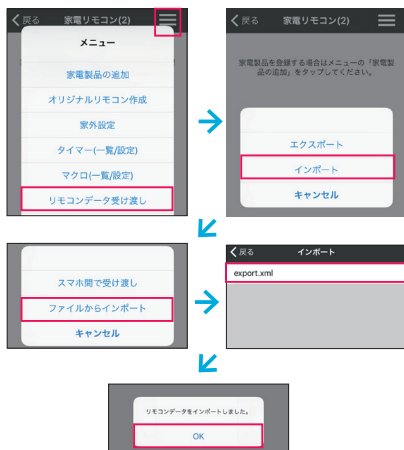 戻る 家電リモコン(2)
メニュー
家電製品の追加
オリジナルリモコン作成
家外設定
タイマー(一覧/設定)
マクロ(一覧/設定)
リモコンデータ受け渡し
戻る 家電リモコン(2)
家電製品を登録する場合はメニューの「家電製
品の追加」をタップしてください。
エクスポート
インポート
キャンセル
スマホ間で受け渡し
ファイルからインポート
キャンセル
戻る インポート
export.xml
リモコンデータをインポートしました。
OK